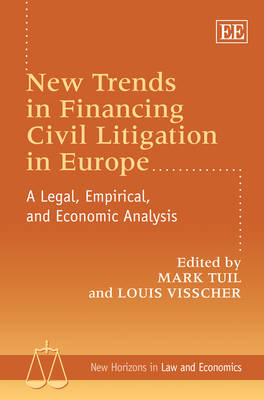 EE
New Trends
in Financing
Civil Litigation
in Europe
A Legal, Empirical,
and Economic Analysis
Edited by
MARK TUIL
and LOUIS VISSCHER
New Horizons in Law and Economics